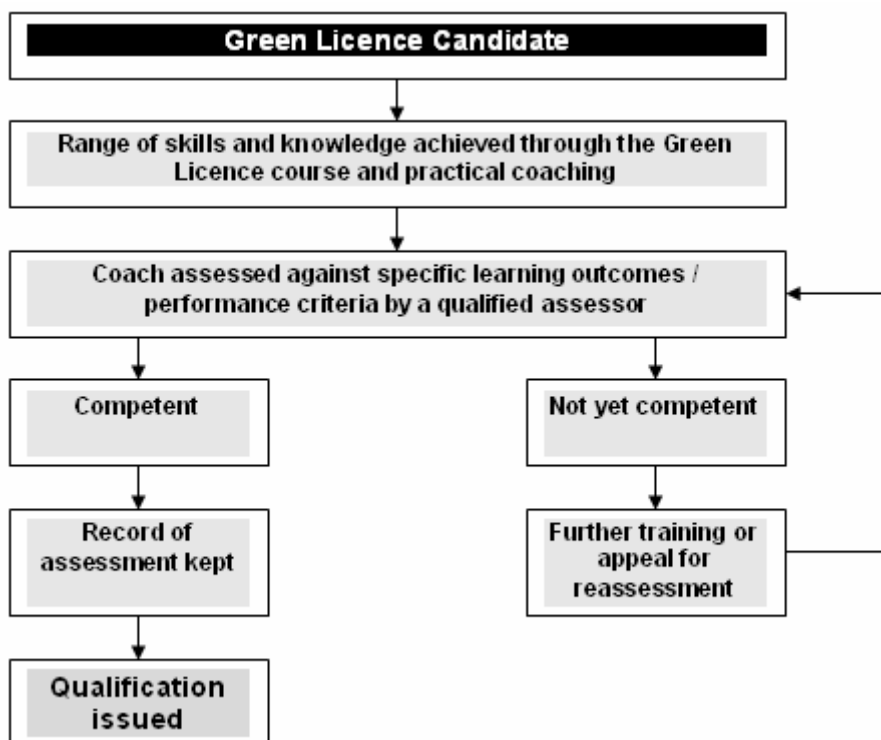 Green Licence Candidate
Range of skills and knowledge achieved through the Green
Licence course and practical coaching
Coach assessed against specific learning outcomes /
performance criteria by a qualified assessor
Competent
Not yet competent
Record of
assessment kept
Further training or
appeal for
reassessment
Qualification
issued